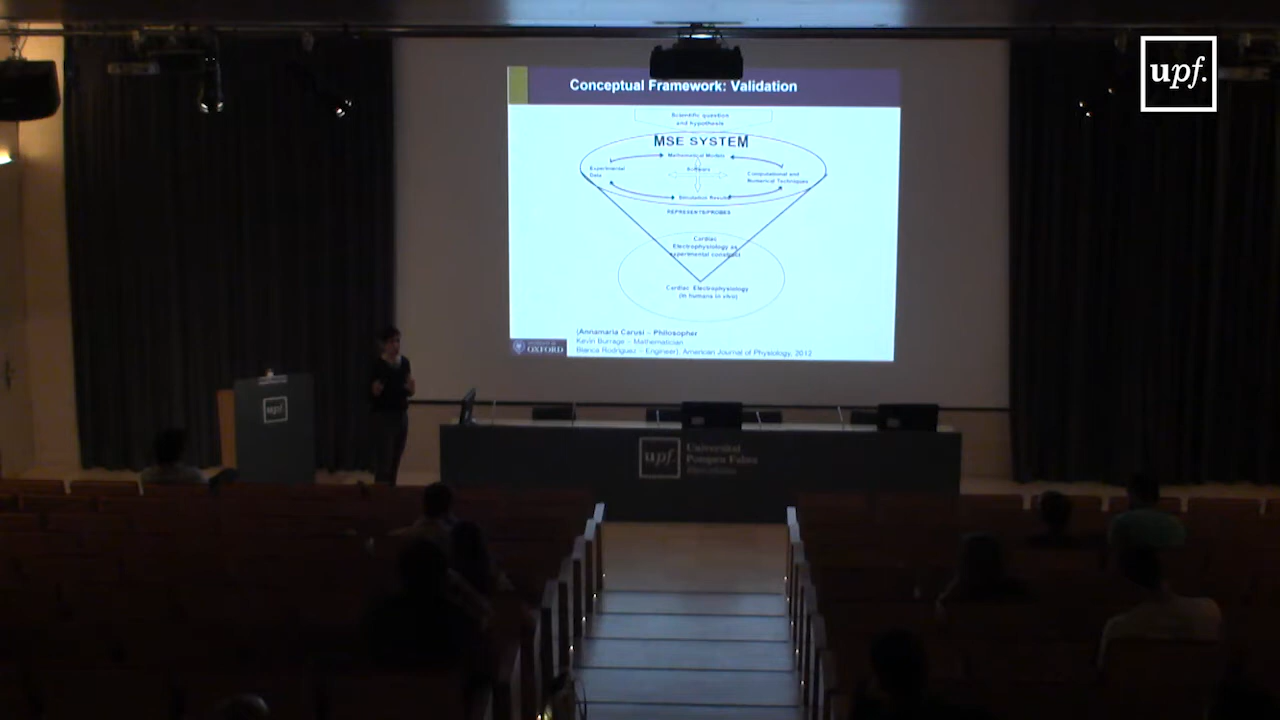 upf.
Conceptual Framework: Validation
Scientific question
and hypothesis
MSE SYSTEM
Mathematical Models
Experimental
Data
Computational and
Numerical Techniques
Simulation Results
REPRESENTS/PROBES
Cardiac
Electrophysiology as
experimental construct
Cardiac Electrophysiology
(in humans in vivo)
(Annamaria Carusi – Philosopher
Kevin Burrage – Mathematician
Blanca Rodriguez – Engineer), American Journal of Physiology, 2012
OXFORD
upf.
upf.
Universitat
Pompeu Fabra